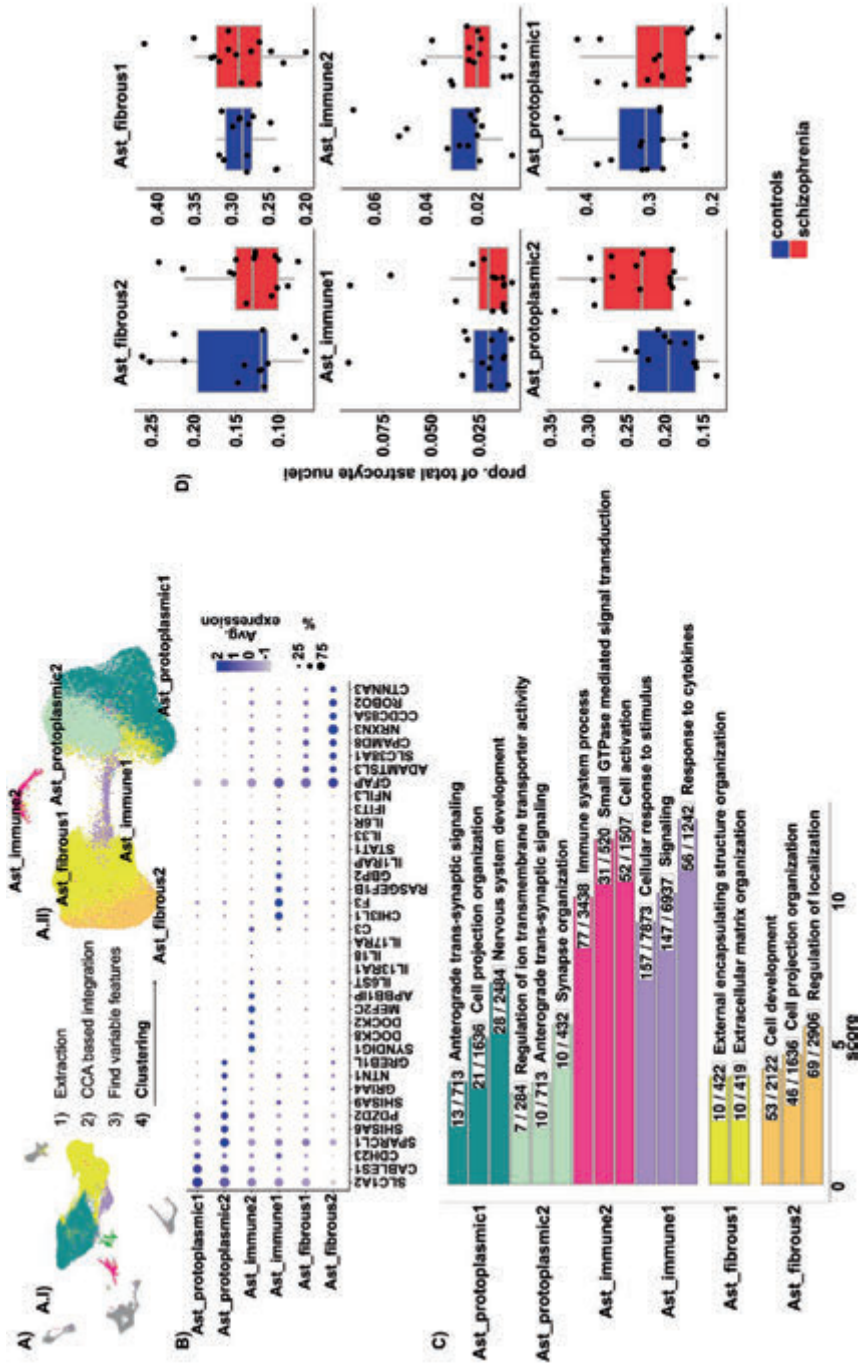 A)
A.I)
1) Extraction
2) CCA based integration
3) Find variable features
4) Clustering
A.II)
Ast_immune2
Ast_fibrous1
Ast_protoplasmic2
Ast_immune1
Ast_fibrous2
Ast_protoplasmic1
B)
Ast_protoplasmic1
Ast_protoplasmic2
Ast_immune2
Ast_immune1
Ast_fibrous1
Ast_fibrous2
SLC1A2
CABLES1
CDH23
SPARCL1
SHISA6
PDZD2
SHISA9
GRIA4
NTN1
GREB1L
SYNDIG1
DOCK8
DOCK2
MEF2C
APBB1IP
IL6ST
IL13RA1
IL18
IL17RA
C3
CHI3L1
F3
RASGEF1B
GBP2
IL1RAP
STAT1
IL33
IL6R
IFIT3
NFIL3
GFAP
ADAMTSL3
SLC38A1
CPAMD8
NRXN3
CCDC85A
ROBO2
CTNNA3
Avg.
expression
2
1
0
-1
%
25
75
C)
Ast_protoplasmic1
13 / 713 Anterograde trans-synaptic signaling
21 / 1636 Cell projection organization
28 / 2484 Nervous system development
Ast_protoplasmic2
7 / 284 Regulation of ion transmembrane transporter activity
10 / 713 Anterograde trans-synaptic signaling
10 / 432 Synapse organization
Ast_immune2
77 / 3438 Immune system process
31 / 520 Small GTPase mediated signal transduction
52 / 1507 Cell activation
Ast_immune1
157 / 7873 Cellular response to stimulus
147 / 6937 Signaling
56 / 1242 Response to cytokines
Ast_fibrous1
10 / 422 External encapsulating structure organization
10 / 419 Extracellular matrix organization
Ast_fibrous2
53 / 2122 Cell development
46 / 1636 Cell projection organization
69 / 2906 Regulation of localization
0
5
10
score
D)
prop. of total astrocyte nuclei
Ast_fibrous2
0.25
0.20
0.15
0.10
Ast_fibrous1
0.40
0.35
0.30
0.25
0.20
Ast_immune1
0.075
0.050
0.025
Ast_immune2
0.06
0.04
0.02
Ast_protoplasmic2
0.35
0.30
0.25
0.20
0.15
Ast_protoplasmic1
0.4
0.3
0.2
controls
schizophrenia